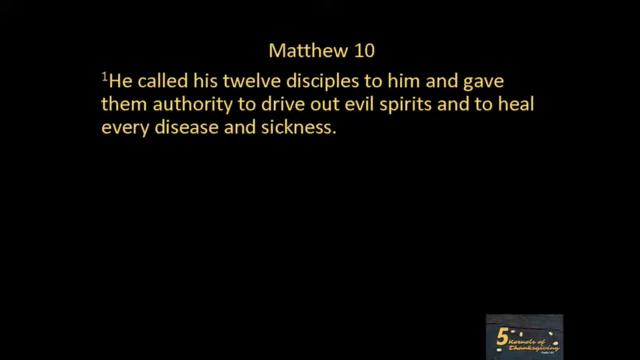 Matthew 10
¹He called his twelve disciples to him and gave
them authority to drive out evil spirits and to heal
every disease and sickness.
5 Kernels of
Thanksgiving